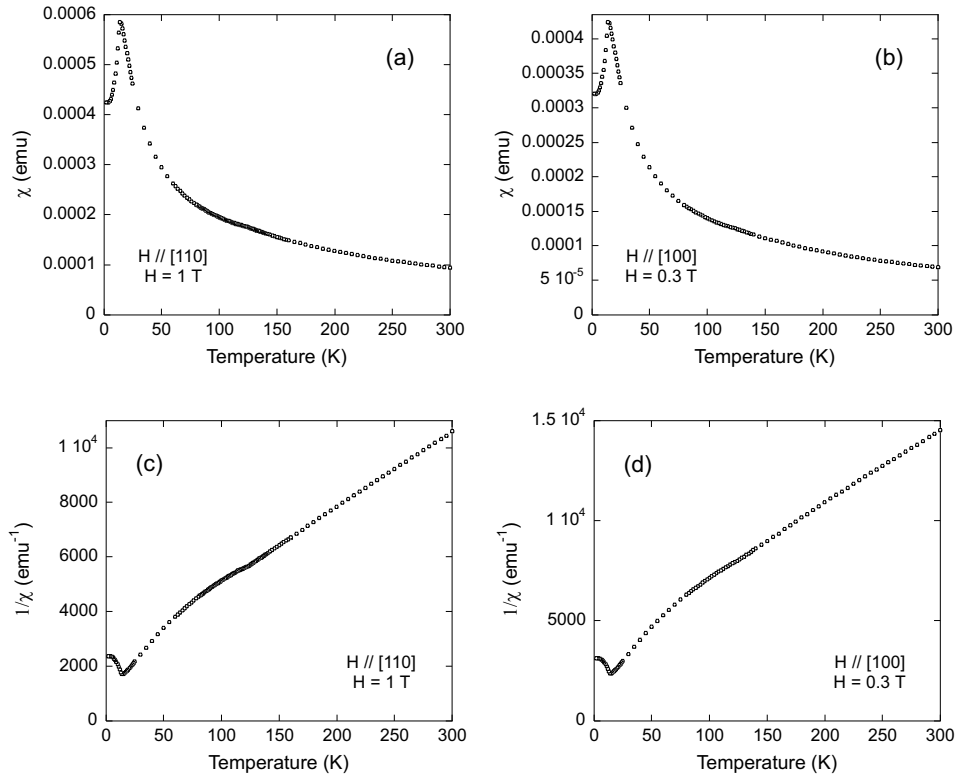 0.0006
0.0005
0.0004
0.0003
0.0002
0.0001
0
χ (emu)
(a)
H // [110]
H = 1 T
0 50 100 150 200 250 300
Temperature (K)
0.0004
0.00035
0.0003
0.00025
0.0002
0.00015
0.0001
5 10⁻⁵
0
χ (emu)
(b)
H // [100]
H = 0.3 T
0 50 100 150 200 250 300
Temperature (K)
1 10⁴
8000
6000
4000
2000
0
1/χ (emu⁻¹)
(c)
H // [110]
H = 1 T
0 50 100 150 200 250 300
Temperature (K)
1.5 10⁴
1 10⁴
5000
0
1/χ (emu⁻¹)
(d)
H // [100]
H = 0.3 T
0 50 100 150 200 250 300
Temperature (K)